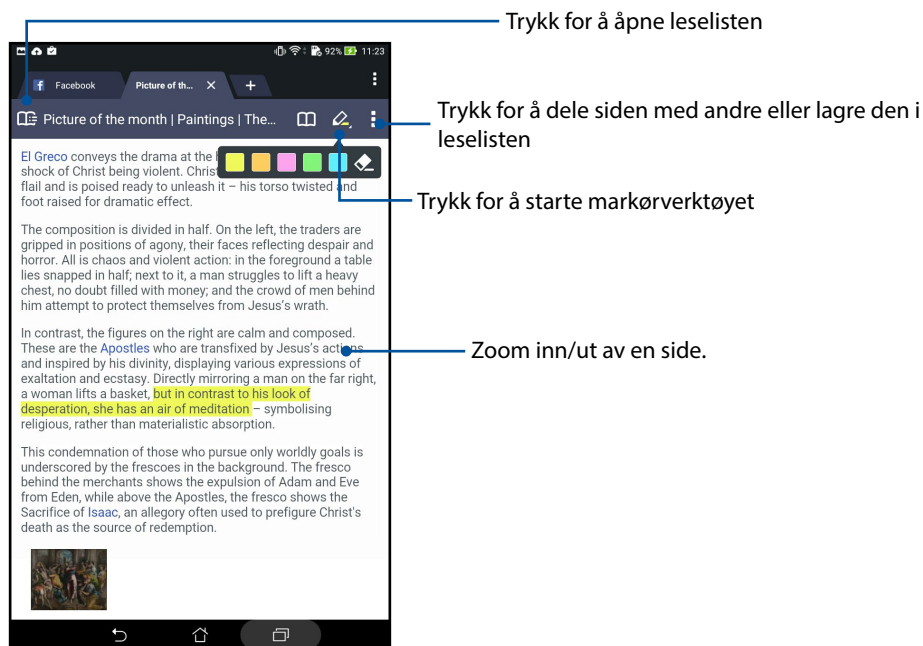 Trykk for å åpne leselisten
92% 11:23
Facebook
Picture of th...
Picture of the month | Paintings | The...
Trykk for å dele siden med andre eller lagre den i
leselisten
El Greco conveys the drama at the
shock of Christ being violent. Christ
flail and is poised ready to unleash it – his torso twisted and
foot raised for dramatic effect.
Trykk for å starte markørverktøyet
The composition is divided in half. On the left, the traders are
gripped in positions of agony, their faces reflecting despair and
horror. All is chaos and violent action: in the foreground a table
lies snapped in half; next to it, a man struggles to lift a heavy
chest, no doubt filled with money; and the crowd of men behind
him attempt to protect themselves from Jesus's wrath.
In contrast, the figures on the right are calm and composed.
These are the Apostles who are transfixed by Jesus's actions
and inspired by his divinity, displaying various expressions of
exaltation and ecstasy. Directly mirroring a man on the far right,
a woman lifts a basket, but in contrast to his look of
desperation, she has an air of meditation – symbolising
religious, rather than materialistic absorption.
Zoom inn/ut av en side.
This condemnation of those who pursue only worldly goals is
underscored by the frescoes in the background. The fresco
behind the merchants shows the expulsion of Adam and Eve
from Eden, while above the Apostles, the fresco shows the
Sacrifice of Isaac, an allegory often used to prefigure Christ's
death as the source of redemption.